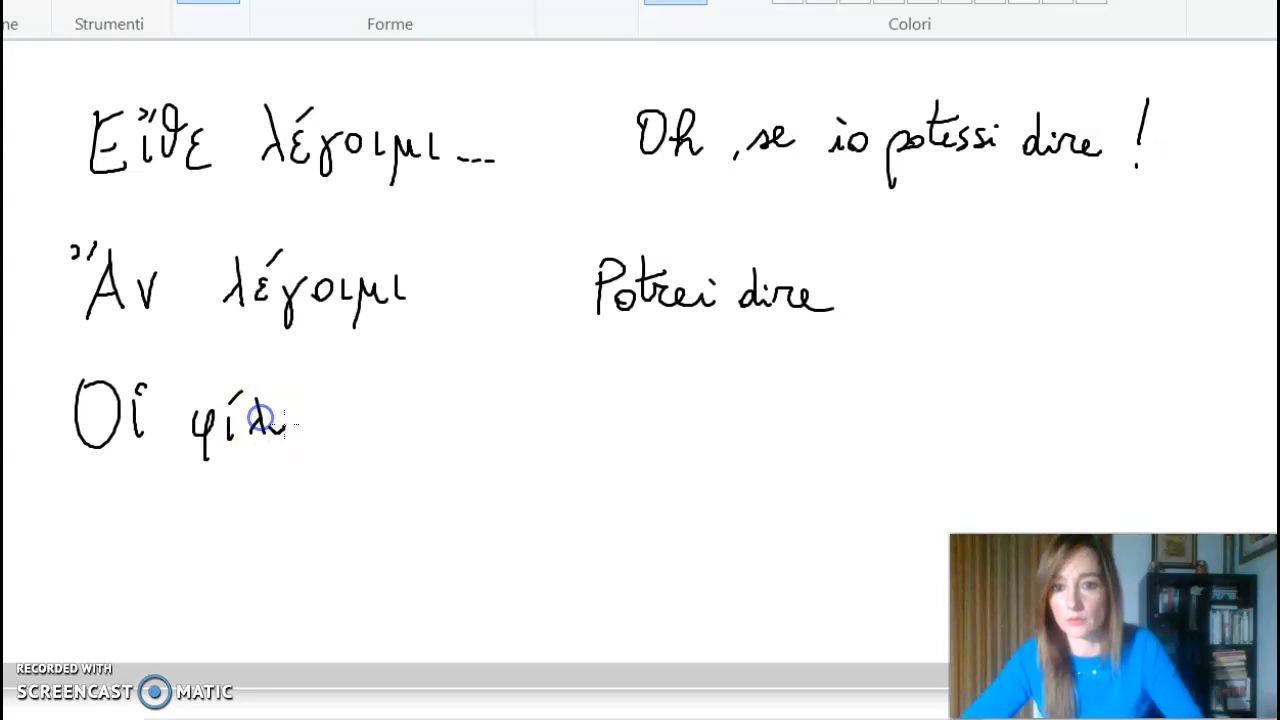 ne Strumenti Forme Colori
Εἴθε λέγοιμι... Oh, se io potessi dire!
Ἄν λέγοιμι Potrei dire
Οἱ φίλ
RECORDED WITH
SCREENCAST MATIC